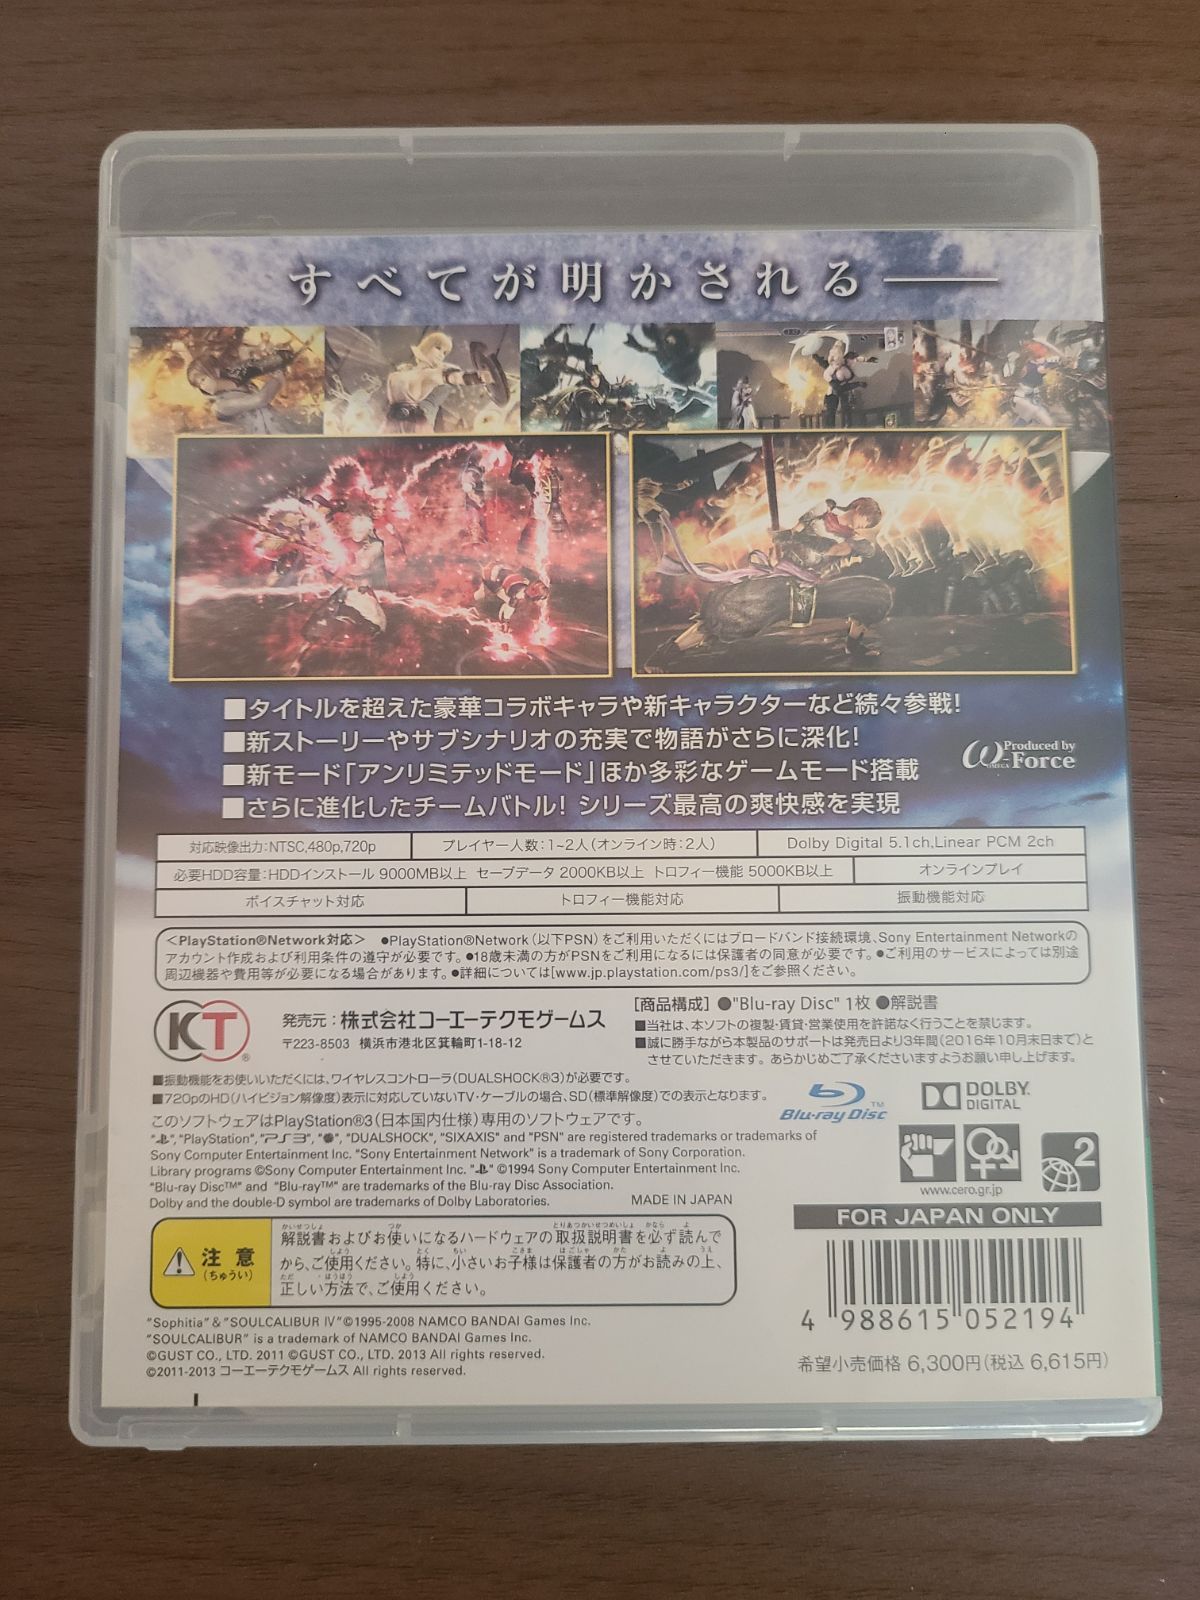 すべてが明かされる――
■タイトルを超えた豪華コラボキャラや新キャラクターなど続々参戦!
■新ストーリーやサブシナリオの充実で物語がさらに深化!
■新モード「アンリミテッドモード」ほか多彩なゲームモード搭載
■さらに進化したチームバトル! シリーズ最高の爽快感を実現
Produced by
ω-Force
OMEGA
対応映像出力:NTSC,480p,720p
プレイヤー人数:1~2人(オンライン時:2人)
Dolby Digital 5.1ch,Linear PCM 2ch
必要HDD容量:HDDインストール 9000MB以上 セーブデータ 2000KB以上 トロフィー機能 5000KB以上
オンラインプレイ
ボイスチャット対応
トロフィー機能対応
振動機能対応
<PlayStation®Network対応> ●PlayStation®Network(以下PSN)をご利用いただくにはブロードバンド接続環境、Sony Entertainment Networkの
アカウント作成および利用条件の遵守が必要です。●18歳未満の方がPSNをご利用になるには保護者の同意が必要です。●ご利用のサービスによっては別途
周辺機器や費用等が必要になる場合があります。●詳細については[www.jp.playstation.com/ps3/]をご参照ください。
KT
発売元:株式会社コーエーテクモゲームス
〒223-8503 横浜市港北区箕輪町1-18-12
[商品構成] ●"Blu-ray Disc" 1枚 ●解説書
■当社は、本ソフトの複製・賃貸・営業使用を許諾なく行うことを禁じます。
■誠に勝手ながら本製品のサポートは発売日より3年間(2016年10月末日まで)と
させていただきます。あらかじめご了承くださいますようお願い申し上げます。
■振動機能をお使いいただくには、ワイヤレスコントローラ(DUALSHOCK®3)が必要です。
■720pのHD(ハイビジョン解像度)表示に対応していないTV・ケーブルの場合、SD(標準解像度)での表示となります。
このソフトウェアはPlayStation®3(日本国内仕様)専用のソフトウェアです。
Blu-ray Disc™
DOLBY
DIGITAL
"", "PlayStation", "PS3", "", "DUALSHOCK", "SIXAXIS" and "PSN" are registered trademarks or trademarks of
Sony Computer Entertainment Inc. "Sony Entertainment Network" is a trademark of Sony Corporation.
Library programs ©Sony Computer Entertainment Inc. "" ©1994 Sony Computer Entertainment Inc.
"Blu-ray Disc™" and "Blu-ray™" are trademarks of the Blu-ray Disc Association.
Dolby and the double-D symbol are trademarks of Dolby Laboratories.
MADE IN JAPAN
www.cero.gr.jp
2
FOR JAPAN ONLY
注意
(ちゅうい)
解説書およびお使いになるハードウェアの取扱説明書を必ず読んで
から、ご使用ください。特に、小さいお子様は保護者の方がお読みの上、
正しい方法で、ご使用ください。
4 988615 052194
希望小売価格 6,300円(税込 6,615円)
"Sophitia" & "SOULCALIBUR Ⅳ" ©1995-2008 NAMCO BANDAI Games Inc.
"SOULCALIBUR" is a trademark of NAMCO BANDAI Games Inc.
©GUST CO., LTD. 2011 ©GUST CO., LTD. 2013 All rights reserved.
©2011-2013 コーエーテクモゲームス All rights reserved.